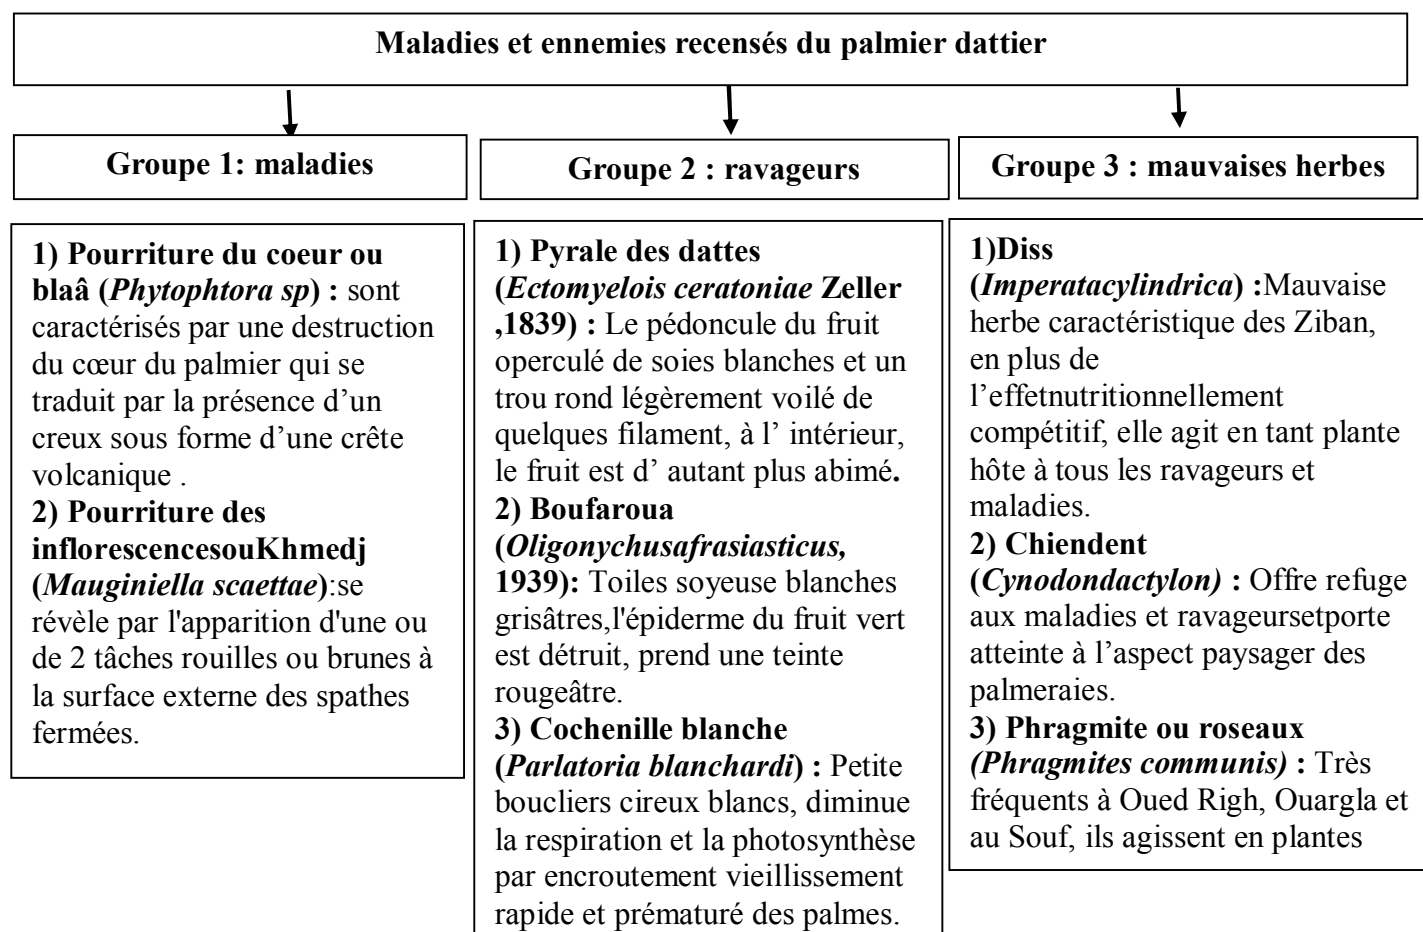 Maladies et ennemies recensés du palmier dattier
Groupe 1: maladies
Groupe 2 : ravageurs
Groupe 3 : mauvaises herbes
1) Pourriture du coeur ou
blaâ (Phytophtora sp) : sont
caractérisés par une destruction
du cœur du palmier qui se
traduit par la présence d’un
creux sous forme d’une crête
volcanique .
2) Pourriture des
inflorescencesouKhmedj
(Mauginiella scaettae):se
révèle par l'apparition d'une ou
de 2 tâches rouilles ou brunes à
la surface externe des spathes
fermées.
1) Pyrale des dattes
(Ectomyelois ceratoniae Zeller
,1839) : Le pédoncule du fruit
operculé de soies blanches et un
trou rond légèrement voilé de
quelques filament, à l’ intérieur,
le fruit est d’ autant plus abimé.
2) Boufaroua
(Oligonychusafrasiasticus,
1939): Toiles soyeuse blanches
grisâtres,l'épiderme du fruit vert
est détruit, prend une teinte
rougeâtre.
3) Cochenille blanche
(Parlatoria blanchardi) : Petite
boucliers cireux blancs, diminue
la respiration et la photosynthèse
par encroutement vieillissement
rapide et prématuré des palmes.
1)Diss
(Imperatacylindrica) :Mauvaise
herbe caractéristique des Ziban,
en plus de
l’effetnutritionnellement
compétitif, elle agit en tant plante
hôte à tous les ravageurs et
maladies.
2) Chiendent
(Cynodondactylon) : Offre refuge
aux maladies et ravageursetporte
atteinte à l’aspect paysager des
palmeraies.
3) Phragmite ou roseaux
(Phragmites communis) : Très
fréquents à Oued Righ, Ouargla et
au Souf, ils agissent en plantes